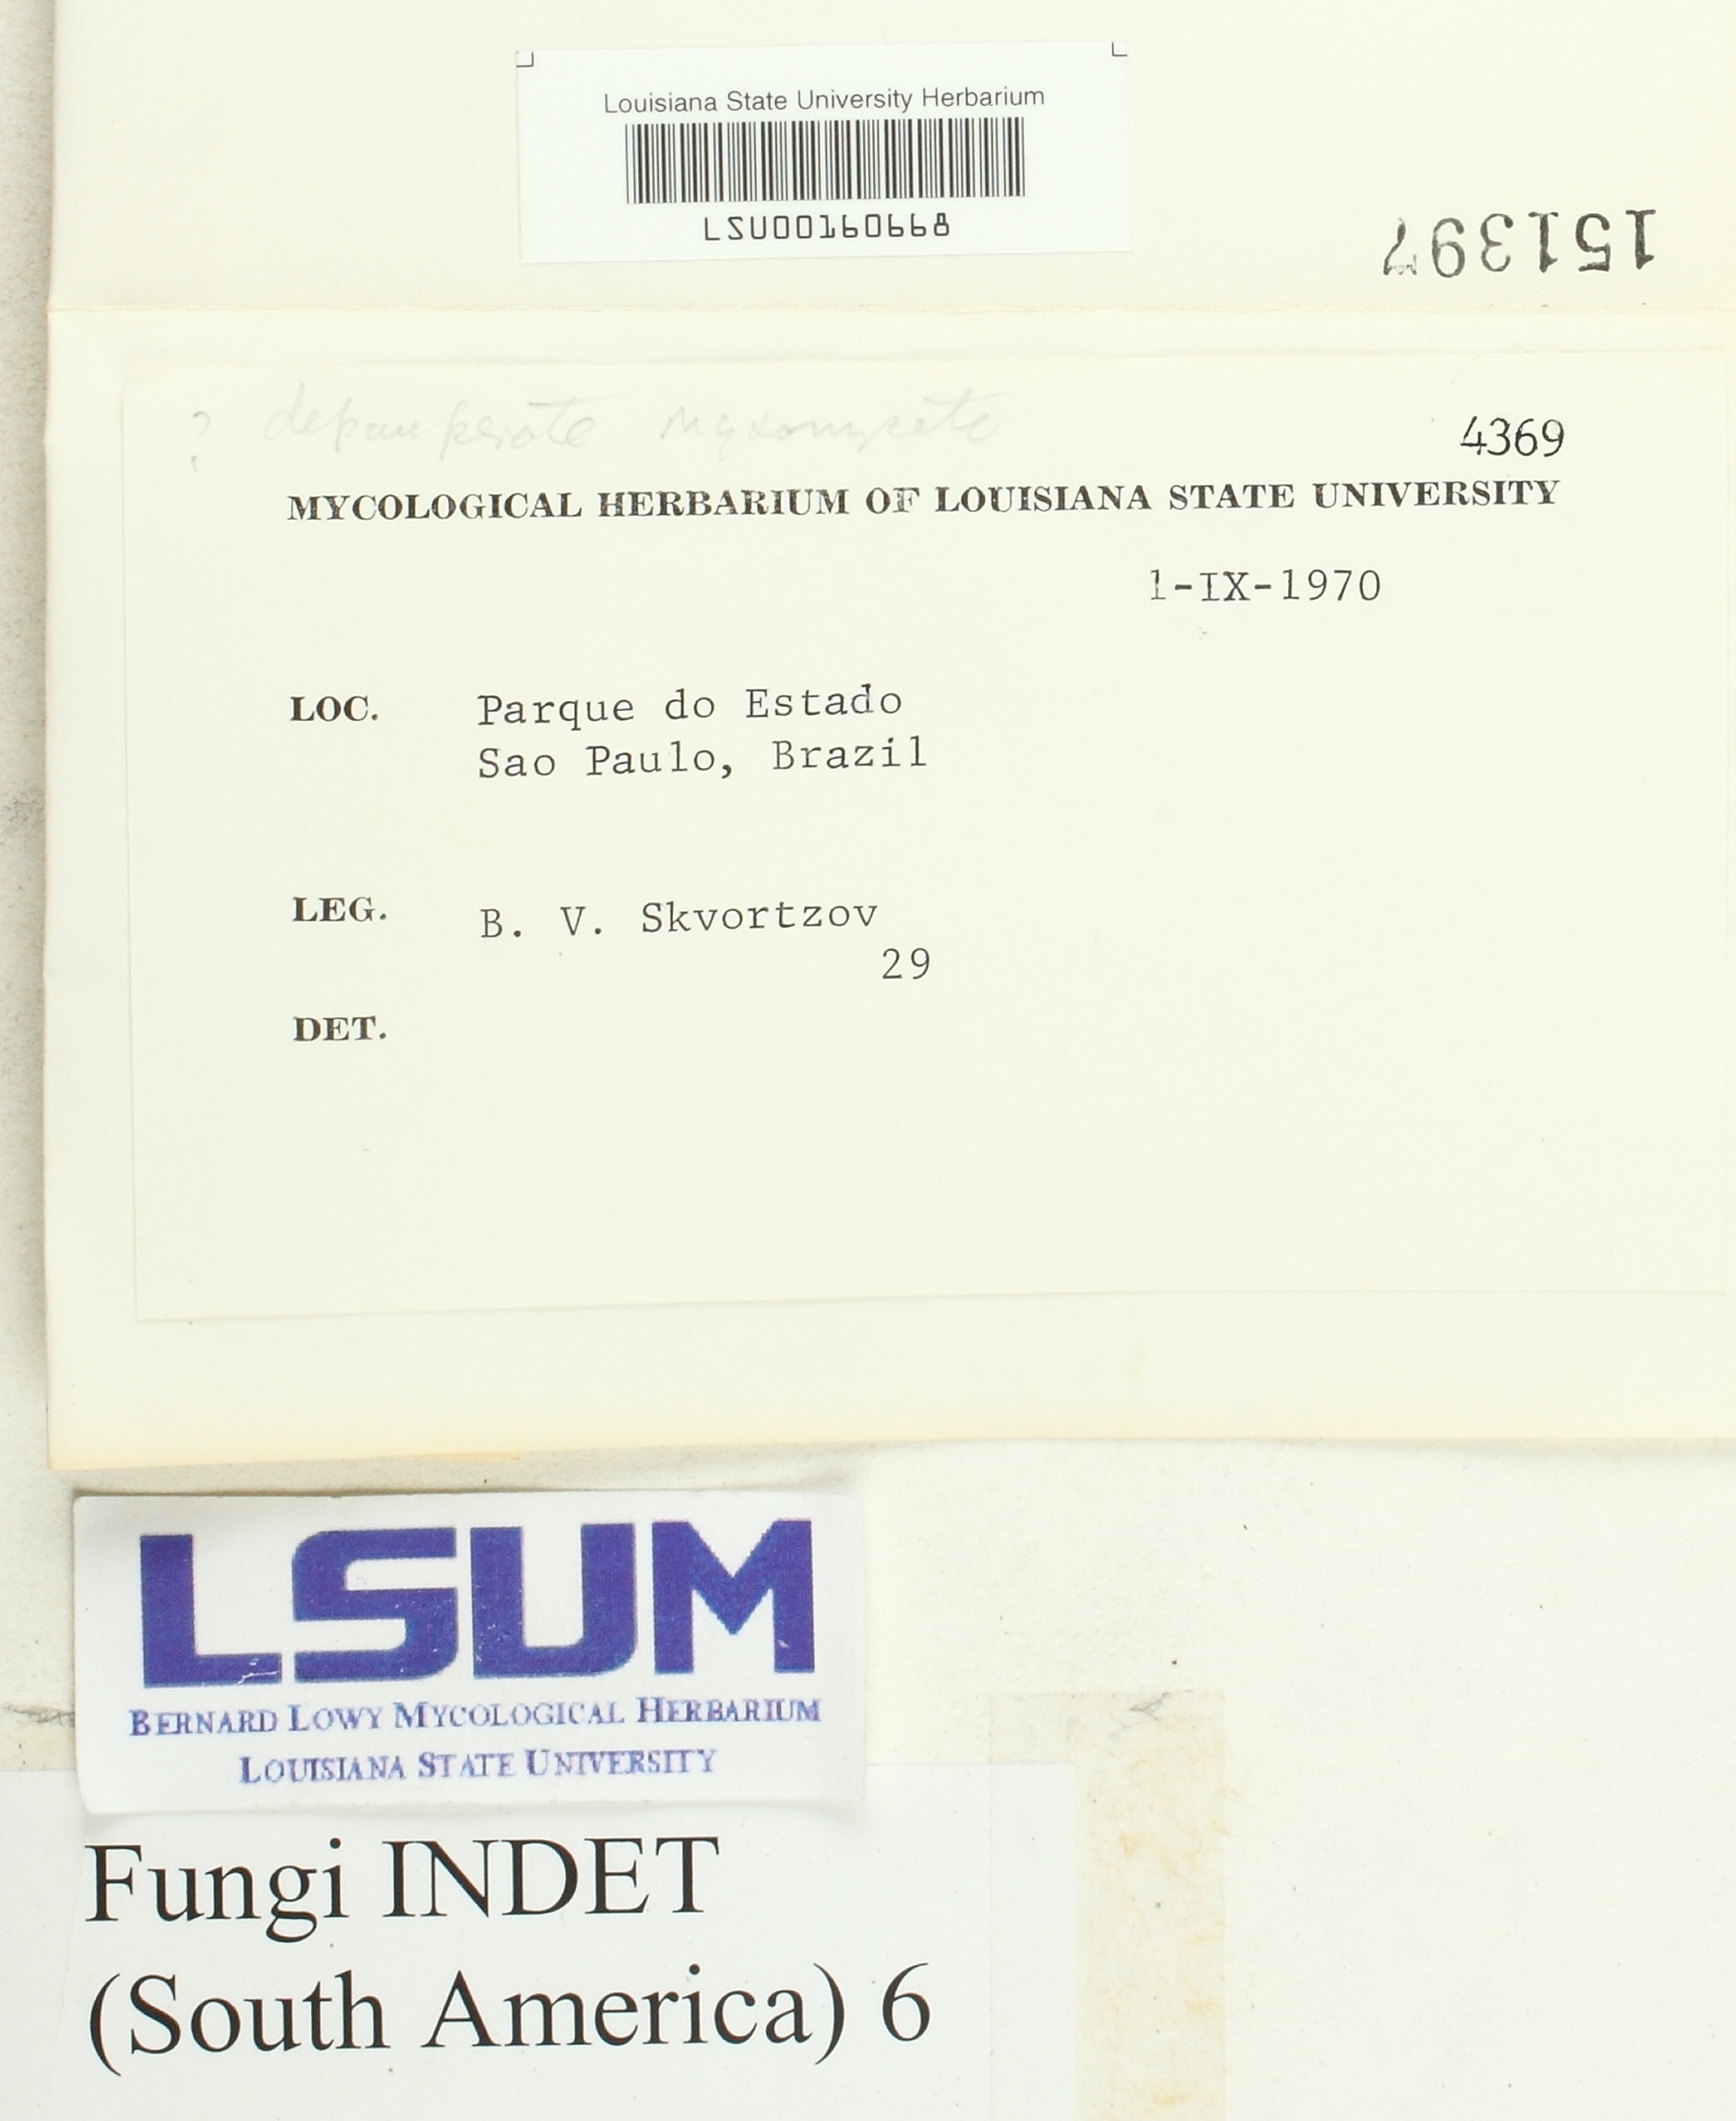 Louisiana State University Herbarium
LSU00160668
151397
? depauperate myxomycete
4369
MYCOLOGICAL HERBARIUM OF LOUISIANA STATE UNIVERSITY
1-IX-1970
LOC. Parque do Estado
Sao Paulo, Brazil
LEG. B. V. Skvortzov
29
DET.
LSUM
BERNARD LOWY MYCOLOGICAL HERBARIUM
LOUISIANA STATE UNIVERSITY
Fungi INDET
(South America) 6